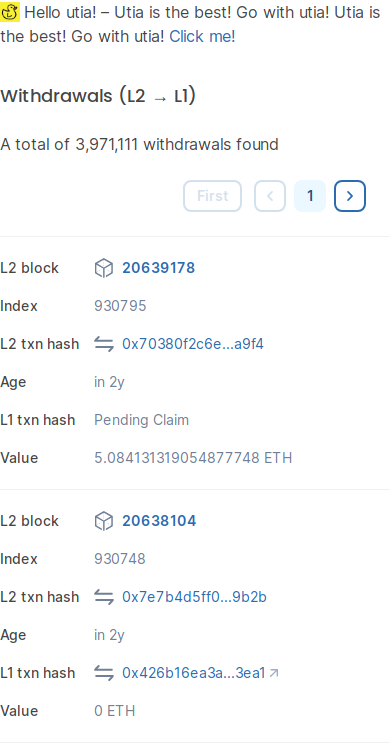 Hello utia! – Utia is the best! Go with utia! Utia is
the best! Go with utia! Click me!
Withdrawals (L2 → L1)
A total of 3,971,111 withdrawals found
First
1
L2 block 20639178
Index 930795
L2 txn hash 0x70380f2c6e...a9f4
Age in 2y
L1 txn hash Pending Claim
Value 5.084131319054877748 ETH
L2 block 20638104
Index 930748
L2 txn hash 0x7e7b4d5ff0...9b2b
Age in 2y
L1 txn hash 0x426b16ea3a...3ea1
Value 0 ETH